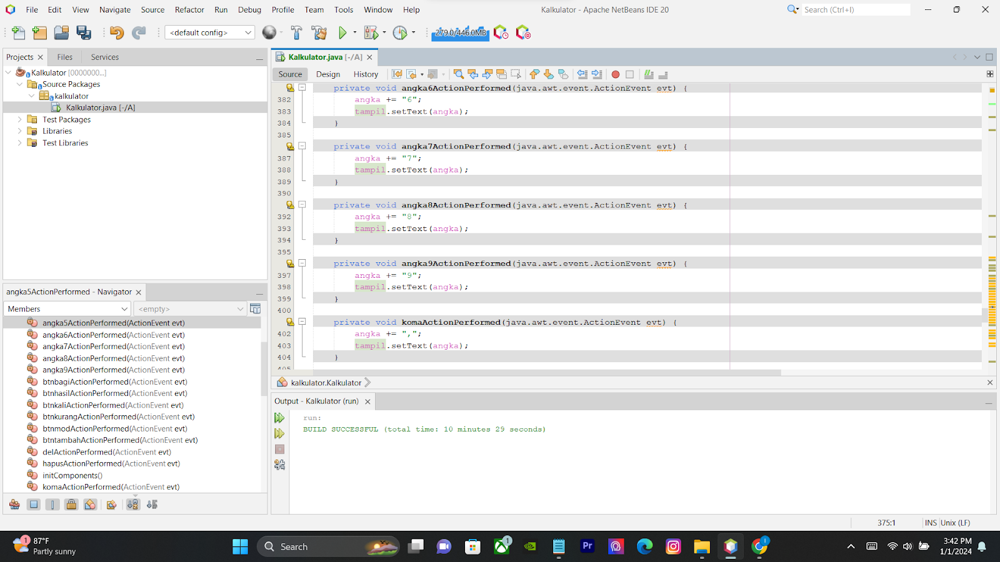 File Edit View Navigate Source Refactor Run Debug Profile Team Tools Window Help
Kalkulator - Apache NetBeans IDE 20
Search (Ctrl+I)
<default config>
279.0/446.0MB
Projects Files Services
Kalkulator [0000000...]
Source Packages
kalkulator
Kalkulator.java [-/A]
Test Packages
Libraries
Test Libraries
angka5ActionPerformed - Navigator
Members
<empty>
angka5ActionPerformed(ActionEvent evt)
angka6ActionPerformed(ActionEvent evt)
angka7ActionPerformed(ActionEvent evt)
angka8ActionPerformed(ActionEvent evt)
angka9ActionPerformed(ActionEvent evt)
btnbagiActionPerformed(ActionEvent evt)
btnhasilActionPerformed(ActionEvent evt)
btnkaliActionPerformed(ActionEvent evt)
btnkurangActionPerformed(ActionEvent evt)
btnmodActionPerformed(ActionEvent evt)
btntambahActionPerformed(ActionEvent evt)
delActionPerformed(ActionEvent evt)
hapusActionPerformed(ActionEvent evt)
initComponents()
komaActionPerformed(ActionEvent evt)
Kalkulator.java [-/A]
Source Design History
private void angka6ActionPerformed(java.awt.event.ActionEvent evt) {
382 angka += "6";
383 tampil.setText(angka);
384 }
385
private void angka7ActionPerformed(java.awt.event.ActionEvent evt) {
387 angka += "7";
388 tampil.setText(angka);
389 }
390
private void angka8ActionPerformed(java.awt.event.ActionEvent evt) {
392 angka += "8";
393 tampil.setText(angka);
394 }
395
private void angka9ActionPerformed(java.awt.event.ActionEvent evt) {
397 angka += "9";
398 tampil.setText(angka);
399 }
400
private void komaActionPerformed(java.awt.event.ActionEvent evt) {
402 angka += ",";
403 tampil.setText(angka);
404 }
405
kalkulator.Kalkulator
Output - Kalkulator (run)
run:
BUILD SUCCESSFUL (total time: 10 minutes 29 seconds)
375:1 INS Unix (LF)
1
87°F
Partly sunny
Search
1
Pr
3:42 PM
1/1/2024